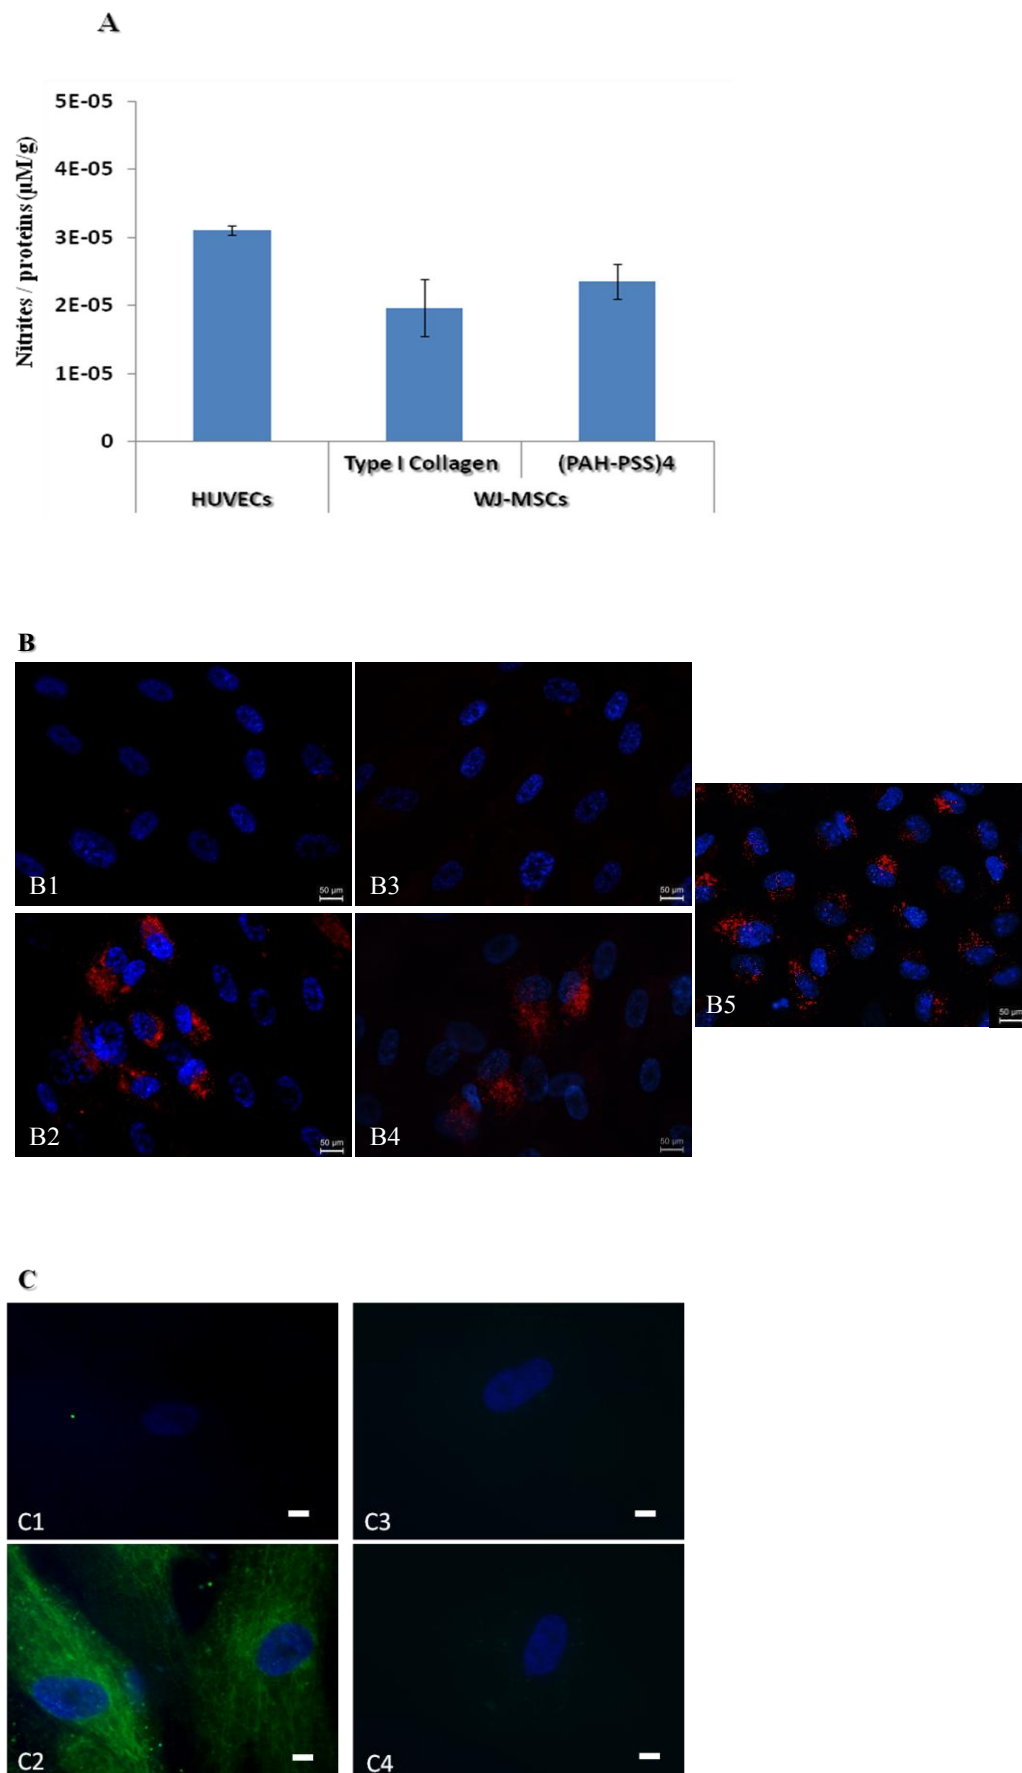 A
Nitrites / proteins (µM/g)
5E-05
4E-05
3E-05
2E-05
1E-05
0
Type I Collagen
(PAH-PSS)4
HUVECs
WJ-MSCs
B
B1
50 µm
B3
50 µm
B5
50 µm
B2
50 µm
B4
50 µm
C
C1
C3
C2
C4